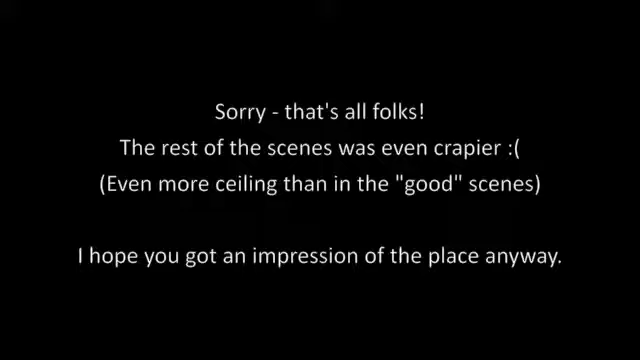 Sorry - that's all folks!
The rest of the scenes was even crapier :(
(Even more ceiling than in the "good" scenes)
I hope you got an impression of the place anyway.